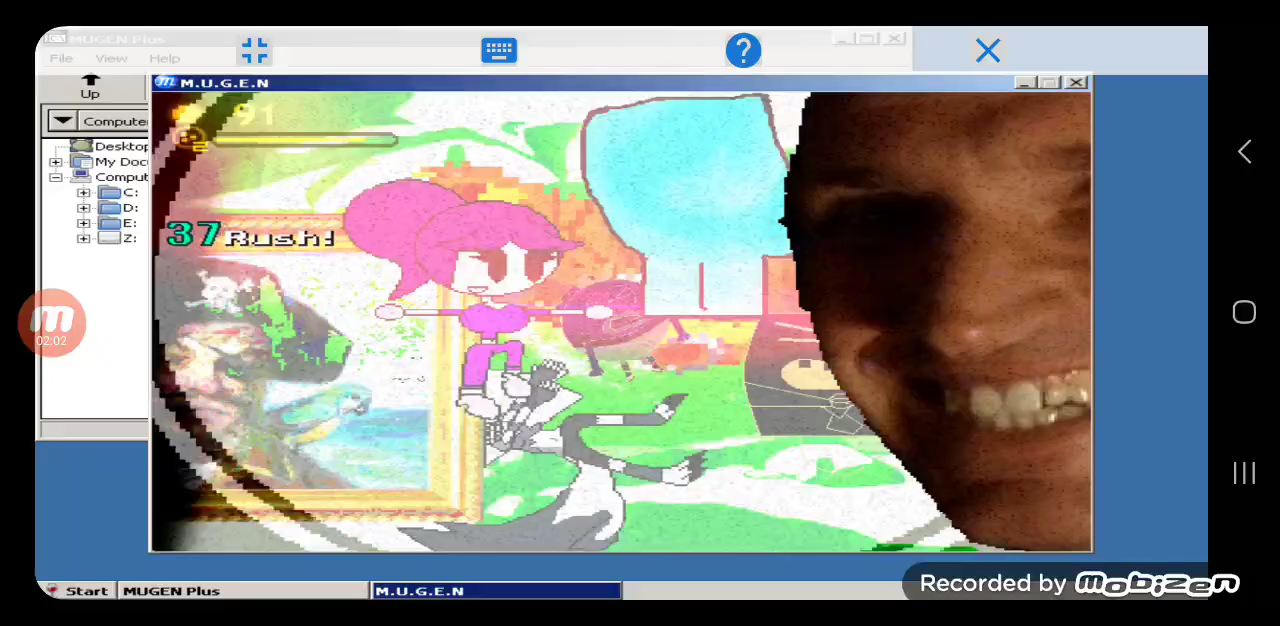 MUGEN Plus
File View Help
M.U.G.E.N
Up
Compute
Desktop
My Doc
Comput
C:
D:
E:
Z:
91
37 Rush!
02:02
Start MUGEN Plus M.U.G.E.N
Recorded by mobizen